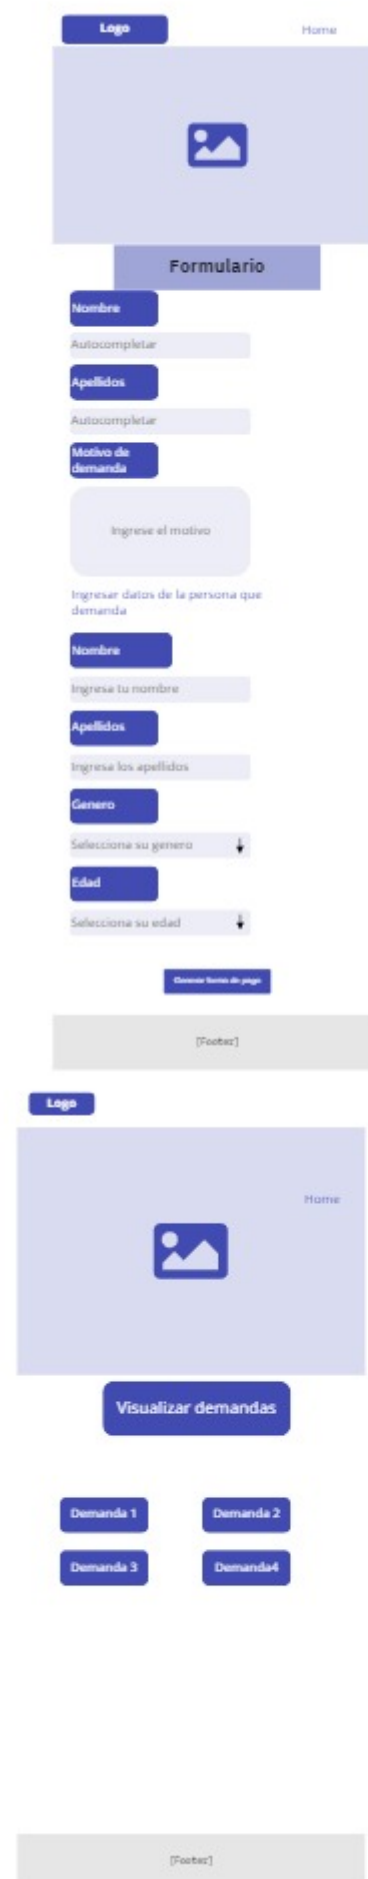 Logo
Home
Formulario
Nombre
Autocompletar
Apellidos
Autocompletar
Motivo de
demanda
Ingrese el motivo
Ingresar datos de la persona que
demanda
Nombre
Ingresa tu nombre
Apellidos
Ingresa los apellidos
Genero
Selecciona su genero
Edad
Selecciona su edad
forma de pago
[Footer]
Logo
Home
Visualizar demandas
Demanda 1
Demanda 2
Demanda 3
Demanda4
[Footer]